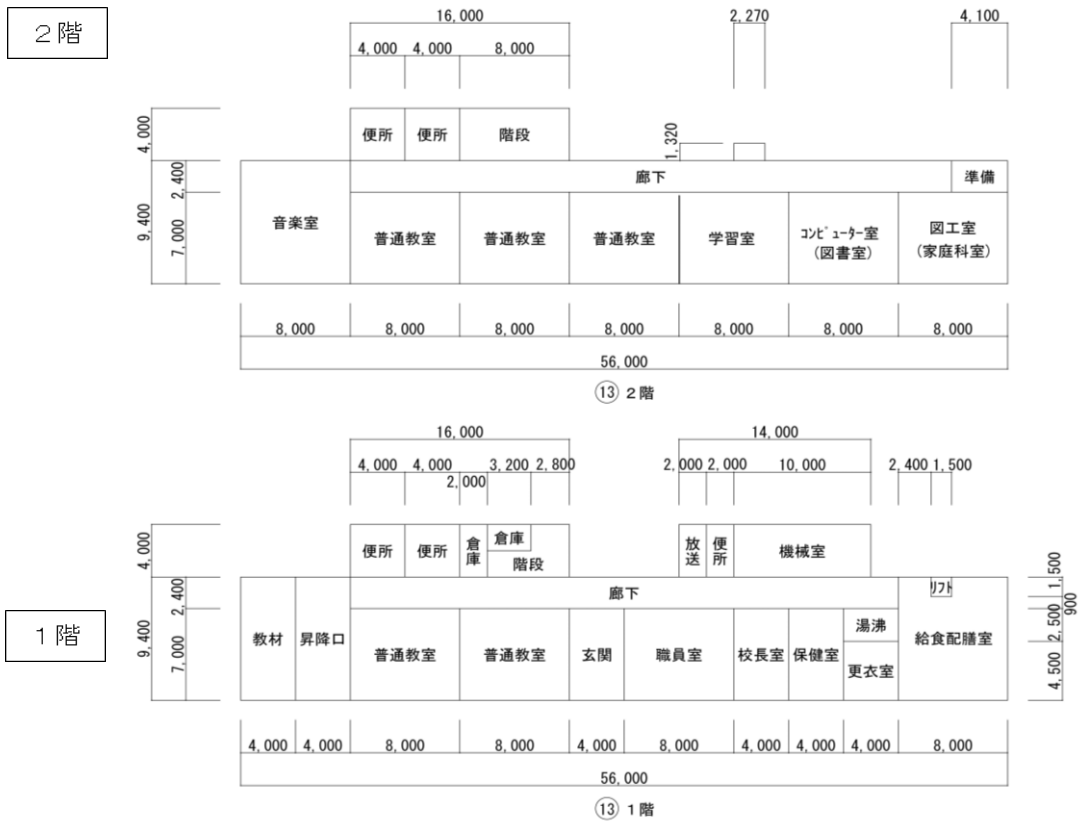 ２階
16,000
2,270
4,100
4,000
4,000
8,000
4,000
便所
便所
階段
1,320
9,400
2,400
7,000
音楽室
廊下
準備
普通教室
普通教室
普通教室
学習室
ｺﾝﾋﾟｭｰﾀｰ室
(図書室)
図工室
(家庭科室)
8,000
8,000
8,000
8,000
8,000
8,000
8,000
56,000
⑬ 2階
16,000
14,000
4,000
4,000
2,000
3,200
2,800
2,000
2,000
10,000
2,400
1,500
4,000
便所
便所
倉庫
倉庫
階段
放送
便所
機械室
１階
9,400
2,400
7,000
教材
昇降口
廊下
ﾘﾌﾄ
普通教室
普通教室
玄関
職員室
校長室
保健室
湯沸
更衣室
給食配膳室
1,500
900
2,500
4,500
4,000
4,000
8,000
8,000
4,000
8,000
4,000
4,000
4,000
8,000
56,000
⑬ 1階